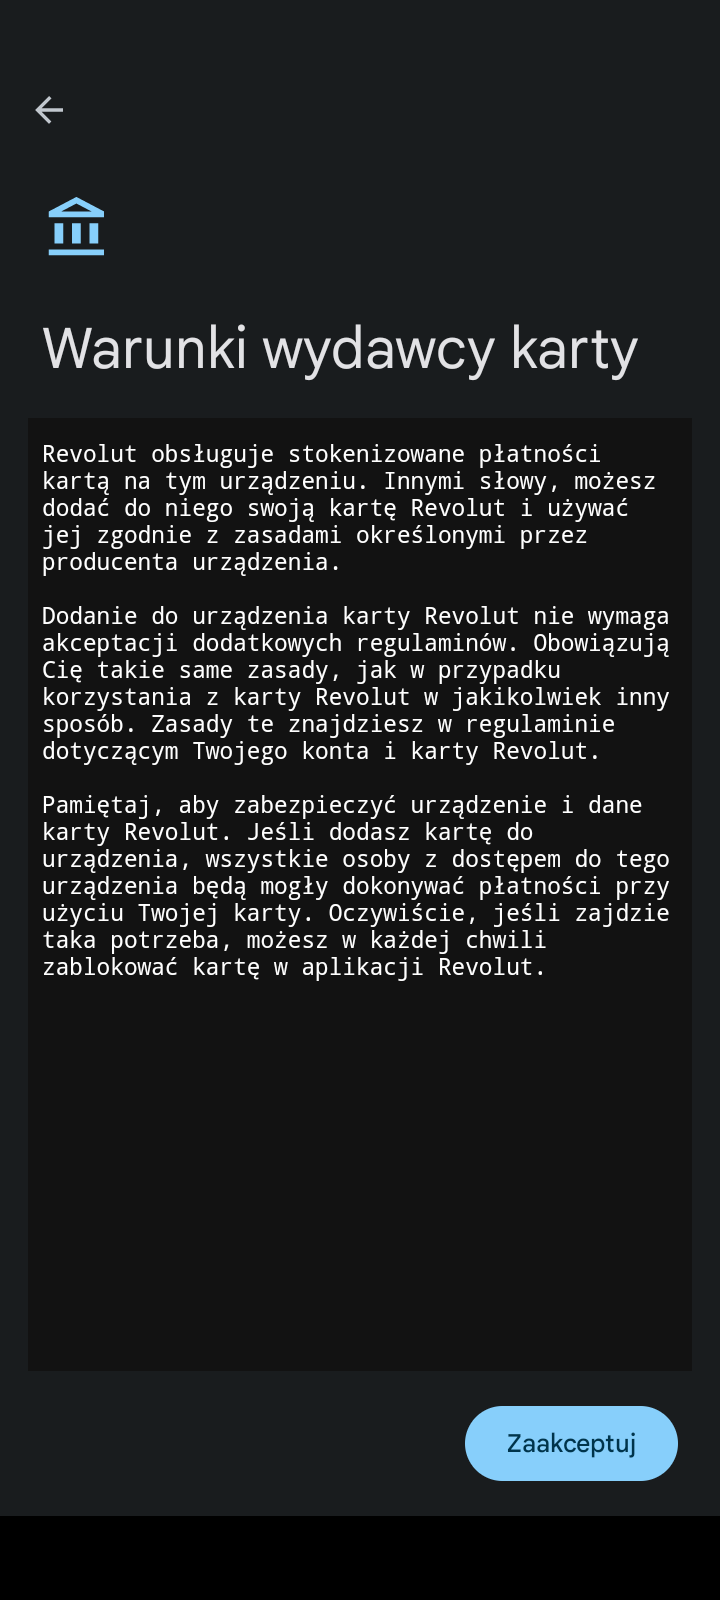 Warunki wydawcy karty
Revolut obsługuje stokenizowane płatności
kartą na tym urządzeniu. Innymi słowy, możesz
dodać do niego swoją kartę Revolut i używać
jej zgodnie z zasadami określonymi przez
producenta urządzenia.
Dodanie do urządzenia karty Revolut nie wymaga
akceptacji dodatkowych regulaminów. Obowiązują
Cię takie same zasady, jak w przypadku
korzystania z karty Revolut w jakikolwiek inny
sposób. Zasady te znajdziesz w regulaminie
dotyczącym Twojego konta i karty Revolut.
Pamiętaj, aby zabezpieczyć urządzenie i dane
karty Revolut. Jeśli dodasz kartę do
urządzenia, wszystkie osoby z dostępem do tego
urządzenia będą mogły dokonywać płatności przy
użyciu Twojej karty. Oczywiście, jeśli zajdzie
taka potrzeba, możesz w każdej chwili
zablokować kartę w aplikacji Revolut.
Zaakceptuj